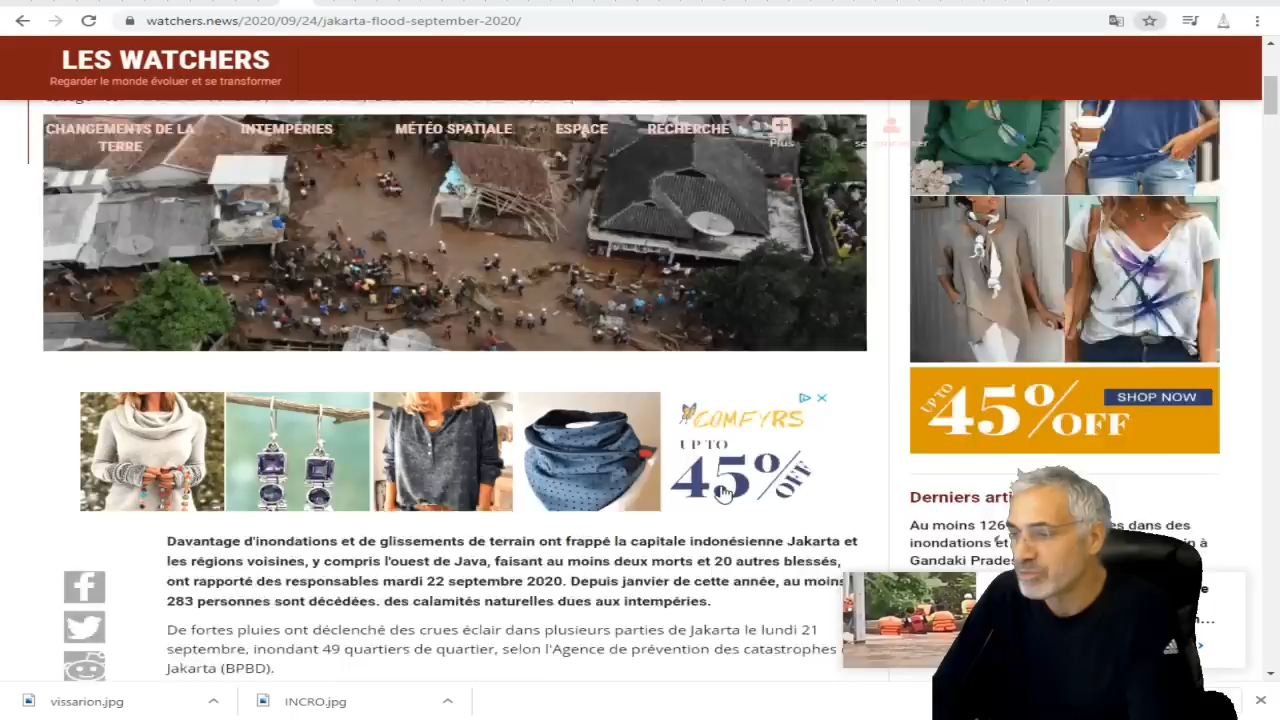 watchers.news/2020/09/24/jakarta-flood-september-2020/
LES WATCHERS
Regarder le monde évoluer et se transformer
CHANGEMENTS DE LA
TERRE
INTEMPÉRIES
MÉTÉO SPATIALE
ESPACE
RECHERCHE
Plus
COMFYRS
UP TO
45% OFF
UP TO
45% OFF
SHOP NOW
Davantage d'inondations et de glissements de terrain ont frappé la capitale indonésienne Jakarta et
les régions voisines, y compris l'ouest de Java, faisant au moins deux morts et 20 autres blessés,
ont rapporté des responsables mardi 22 septembre 2020. Depuis janvier de cette année, au moins
283 personnes sont décédées. des calamités naturelles dues aux intempéries.
De fortes pluies ont déclenché des crues éclair dans plusieurs parties de Jakarta le lundi 21
septembre, inondant 49 quartiers de quartier, selon l'Agence de prévention des catastrophes
Jakarta (BPBD).
Derniers
Au moins 126 dans des
inondations et
Gandaki
vissarion.jpg
INCRO.jpg